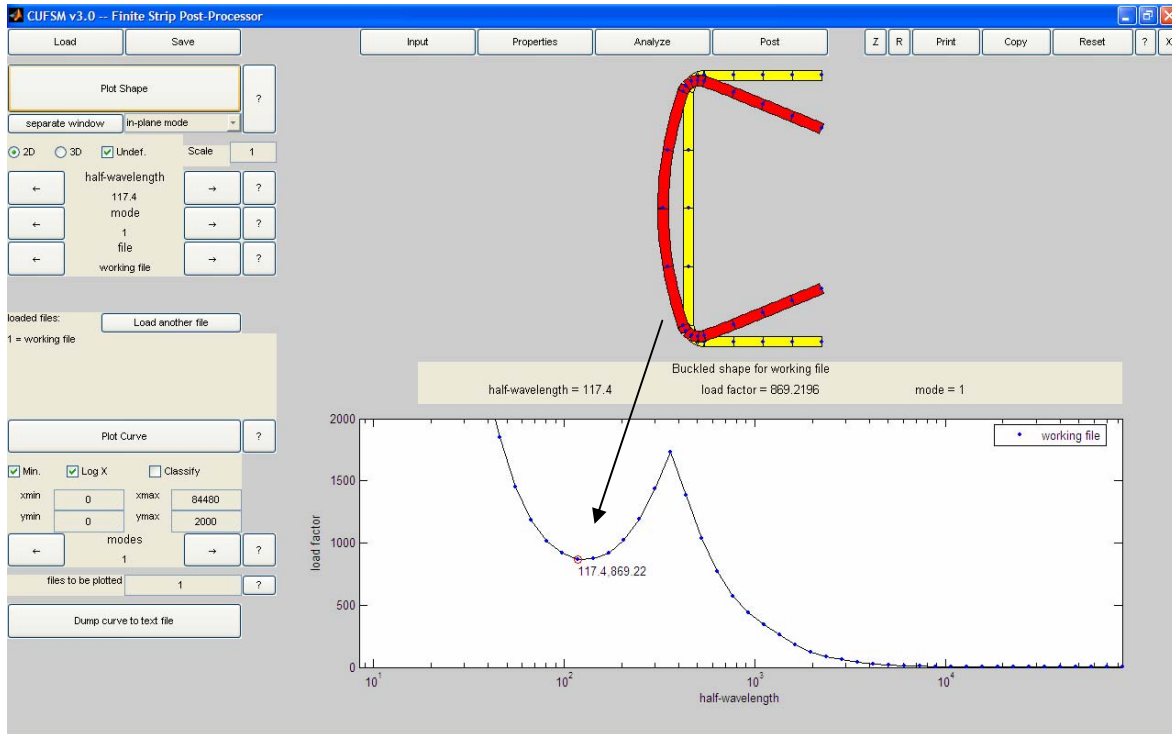 CUFSM v3.0 -- Finite Strip Post-Processor
Load Save Input Properties Analyze Post Z R Print Copy Reset ? X
Plot Shape ?
separate window in-plane mode
2D 3D Undef. Scale 1
half-wavelength
← 117.4 → ?
mode
← 1 → ?
file
← working file → ?
loaded files: Load another file
1 = working file
Buckled shape for working file
half-wavelength = 117.4 load factor = 869.2196 mode = 1
Plot Curve ?
Min. Log X Classify
xmin 0 xmax 84480
ymin 0 ymax 2000
modes
← 1 → ?
files to be plotted 1 ?
Dump curve to text file
working file
2000
1500
1000
500
0
load factor
117.4,869.22
10^1 10^2 10^3 10^4
half-wavelength